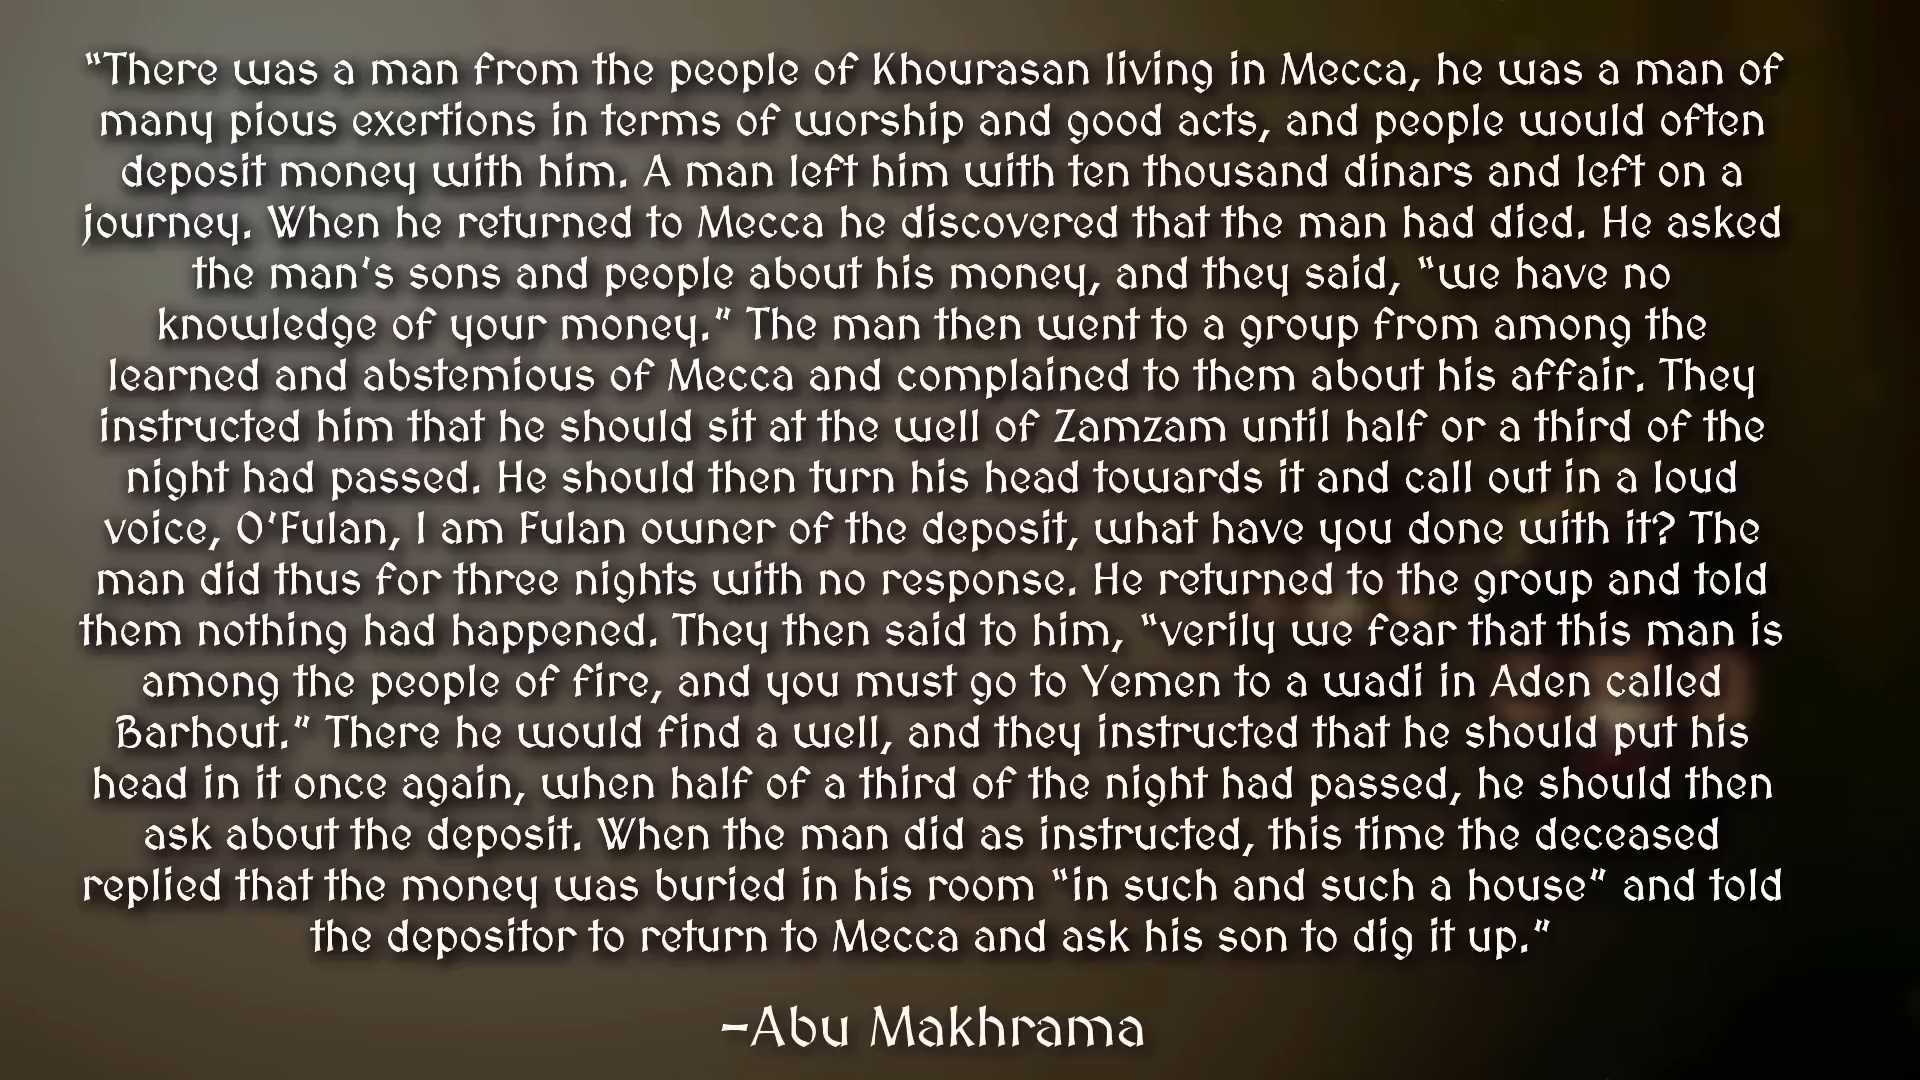 "There was a man from the people of Khourasan living in Mecca, he was a man of
many pious exertions in terms of worship and good acts, and people would often
deposit money with him. A man left him with ten thousand dinars and left on a
journey. When he returned to Mecca he discovered that the man had died. He asked
the man's sons and people about his money, and they said, "we have no
knowledge of your money." The man then went to a group from among the
learned and abstemious of Mecca and complained to them about his affair. They
instructed him that he should sit at the well of Zamzam until half or a third of the
night had passed. He should then turn his head towards it and call out in a loud
voice, O'Fulan, I am Fulan owner of the deposit, what have you done with it? The
man did thus for three nights with no response. He returned to the group and told
them nothing had happened. They then said to him, "verily we fear that this man is
among the people of fire, and you must go to Yemen to a wadi in Aden called
Barhout." There he would find a well, and they instructed that he should put his
head in it once again, when half of a third of the night had passed, he should then
ask about the deposit. When the man did as instructed, this time the deceased
replied that the money was buried in his room "in such and such a house" and told
the depositor to return to Mecca and ask his son to dig it up."
-Abu Makhrama